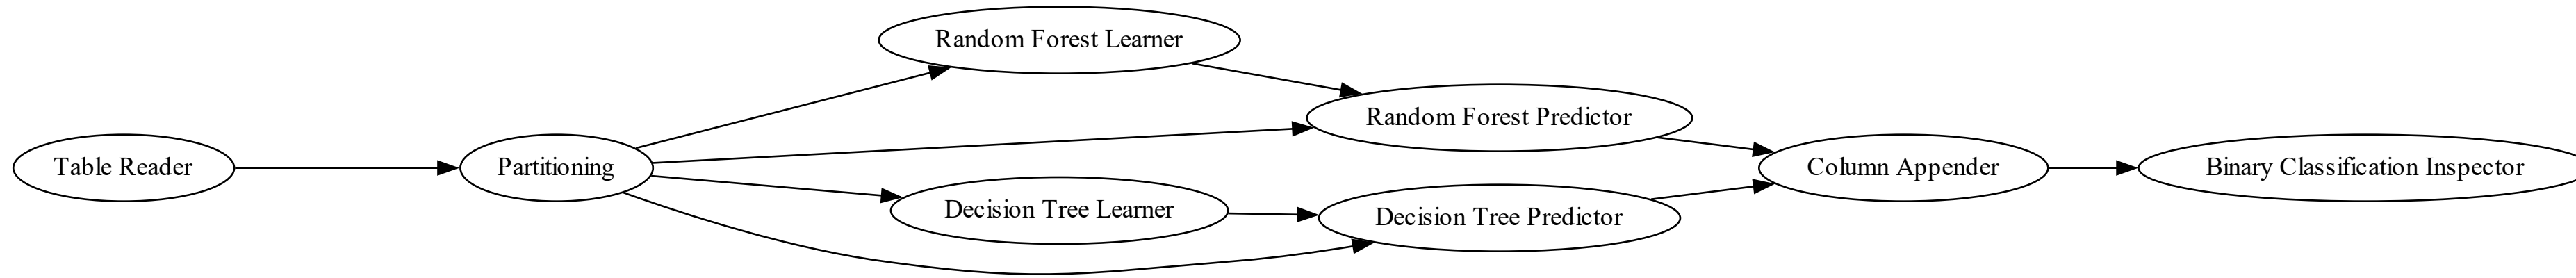 Table Reader
Partitioning
Random Forest Learner
Decision Tree Learner
Random Forest Predictor
Decision Tree Predictor
Column Appender
Binary Classification Inspector